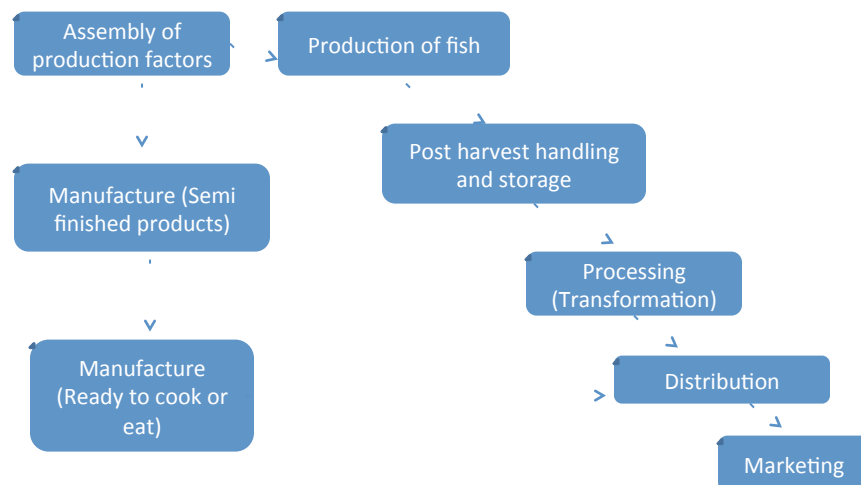 Assembly of
production factors
Production of fish
Post harvest handling
and storage
Manufacture (Semi
finished products)
Processing
(Transformation)
Manufacture
(Ready to cook or
eat)
Distribution
Marketing